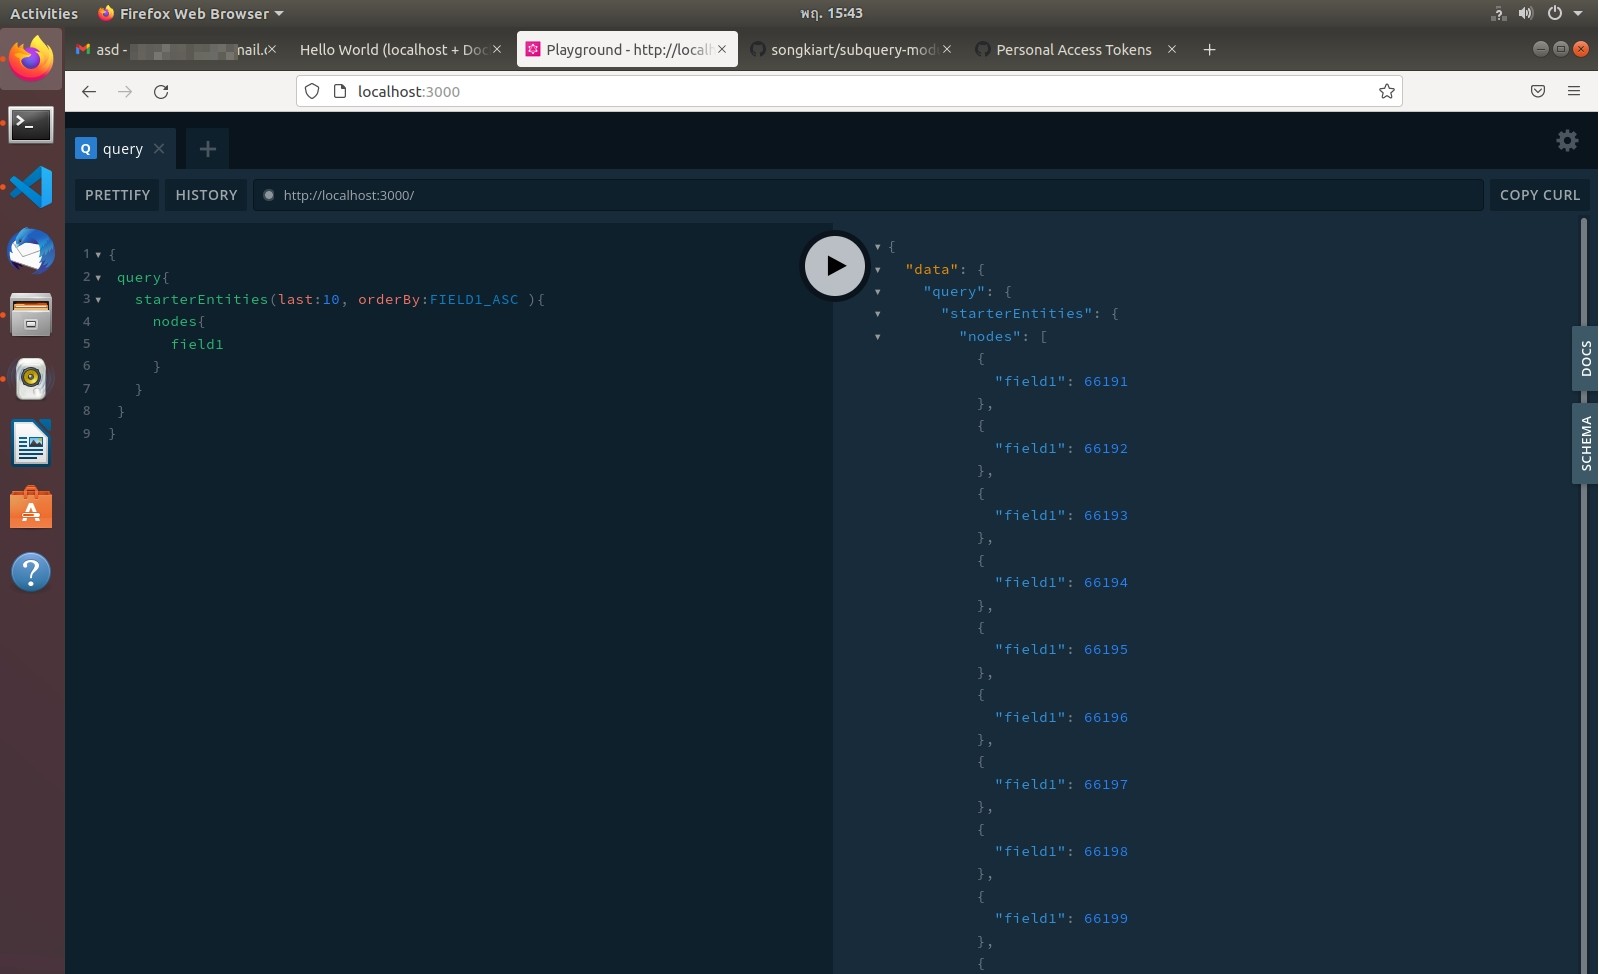 Activities Firefox Web Browser พฤ. 15:43
asd - mail.c Hello World (localhost + Doc Playground - http://localh songkiart/subquery-mod Personal Access Tokens
localhost:3000
Q query
PRETTIFY HISTORY http://localhost:3000/ COPY CURL
1 {
2 query{
3 starterEntities(last:10, orderBy:FIELD1_ASC ){
4 nodes{
5 field1
6 }
7 }
8 }
9 }
{
"data": {
"query": {
"starterEntities": {
"nodes": [
{
"field1": 66191
},
{
"field1": 66192
},
{
"field1": 66193
},
{
"field1": 66194
},
{
"field1": 66195
},
{
"field1": 66196
},
{
"field1": 66197
},
{
"field1": 66198
},
{
"field1": 66199
},
{
DOCS
SCHEMA